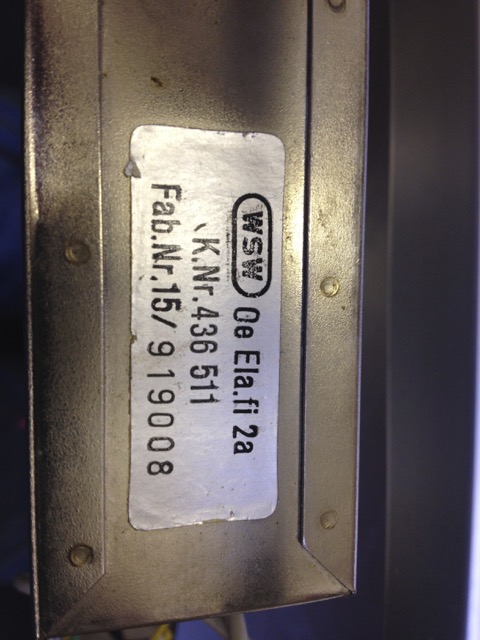 WSW Oe Ela.fi 2a
K.Nr.436 511
Fab.Nr.15/919008